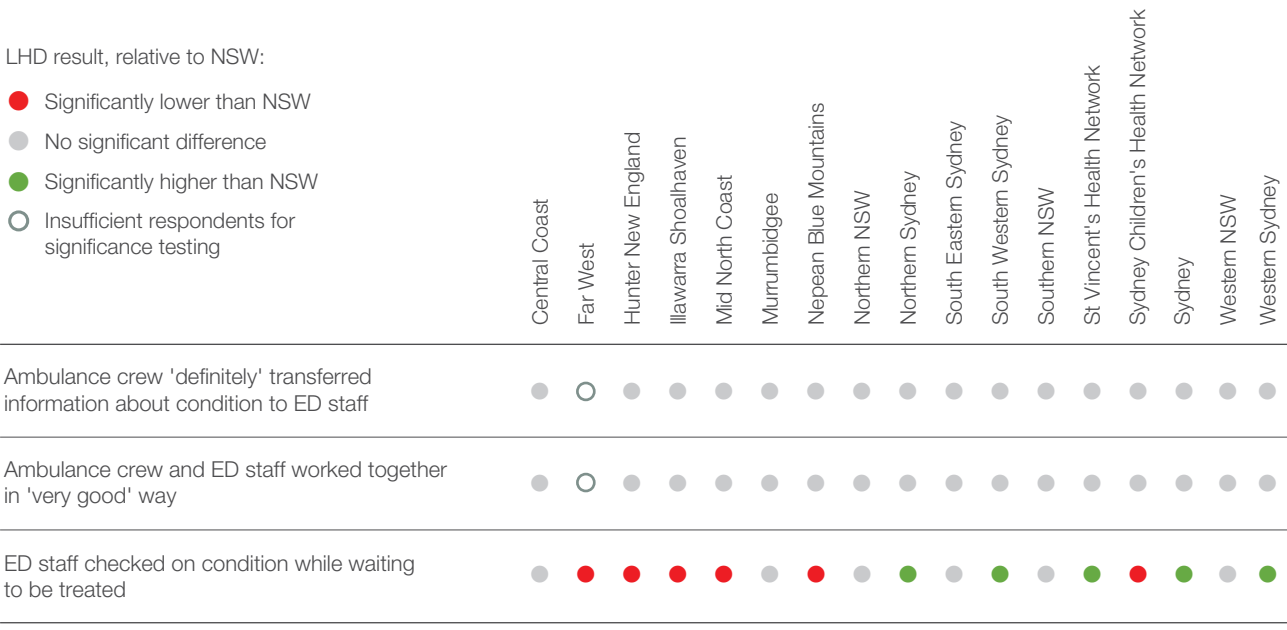 LHD result, relative to NSW:
Significantly lower than NSW
No significant difference
Significantly higher than NSW
Insufficient respondents for
significance testing
Central Coast
Far West
Hunter New England
Illawarra Shoalhaven
Mid North Coast
Murrumbidgee
Nepean Blue Mountains
Northern NSW
Northern Sydney
South Eastern Sydney
South Western Sydney
Southern NSW
St Vincent's Health Network
Sydney Children's Health Network
Sydney
Western NSW
Western Sydney
Ambulance crew 'definitely' transferred
information about condition to ED staff
Ambulance crew and ED staff worked together
in 'very good' way
ED staff checked on condition while waiting
to be treated